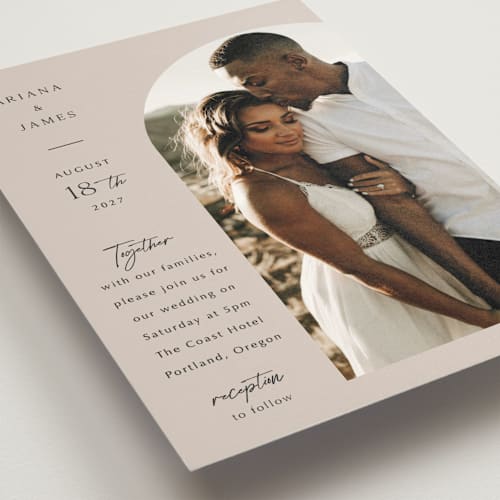 ARIANA
&
JAMES
AUGUST
18th
2027
Together
with our families,
please join us for
our wedding on
Saturday at 5pm
The Coast Hotel
Portland, Oregon
reception
to follow